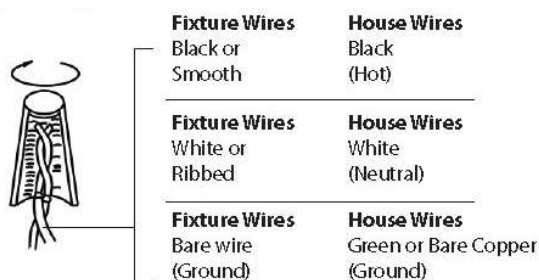 Fixture Wires House Wires
Black or Black
Smooth (Hot)
Fixture Wires House Wires
White or White
Ribbed (Neutral)
Fixture Wires House Wires
Bare wire Green or Bare Copper
(Ground) (Ground)